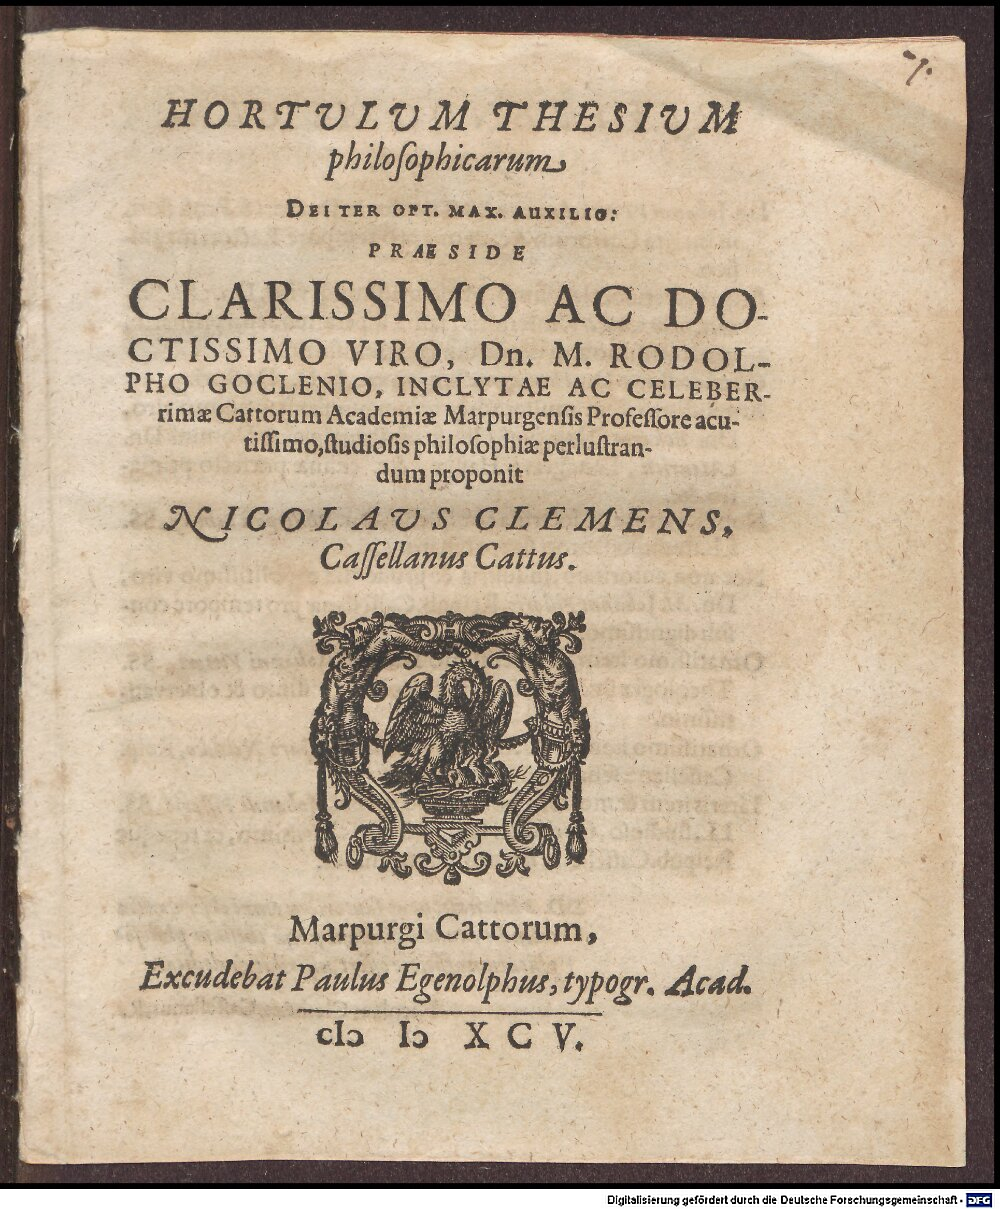 7.
HORTVLVM THESIVM
philoſophicarum
DEI TER OPT. MAX. AUXILIO:
PRÆSIDE
CLARISSIMO AC DO-
CTISSIMO VIRO, Dn. M. RODOL-
PHO GOCLENIO, INCLYTAE AC CELEBER-
rimæ Cattorum Academiæ Marpurgenſis Profeſſore acu-
tiſſimo, ſtudioſis philoſophiæ perluſtran-
dum proponit
NICOLAVS CLEMENS,
Caſſellanus Cattus.
Marpurgi Cattorum,
Excudebat Paulus Egenolphus, typogr. Acad.
cIↄ Iↄ XCV.
Digitalisierung gefördert durch die Deutsche Forschungsgemeinschaft - DFG